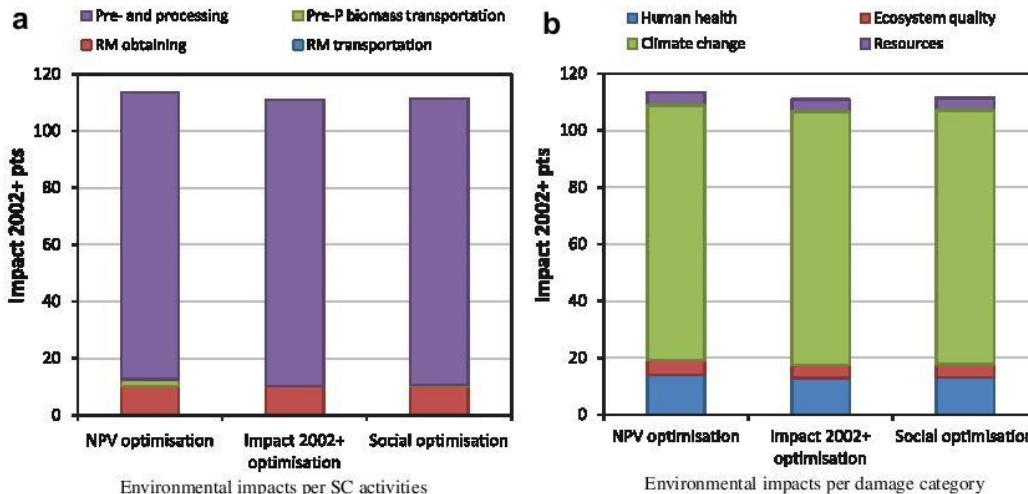 a
Pre- and processing
Pre-P biomass transportation
RM obtaining
RM transportation
Impact 2002+ pts
120
100
80
60
40
20
0
NPV optimisation
Impact 2002+
optimisation
Social optimisation
Environmental impacts per SC activities
b
Human health
Ecosystem quality
Climate change
Resources
Impact 2002+ pts
120
100
80
60
40
20
0
NPV optimisation
Impact 2002+
optimisation
Social optimisation
Environmental impacts per damage category